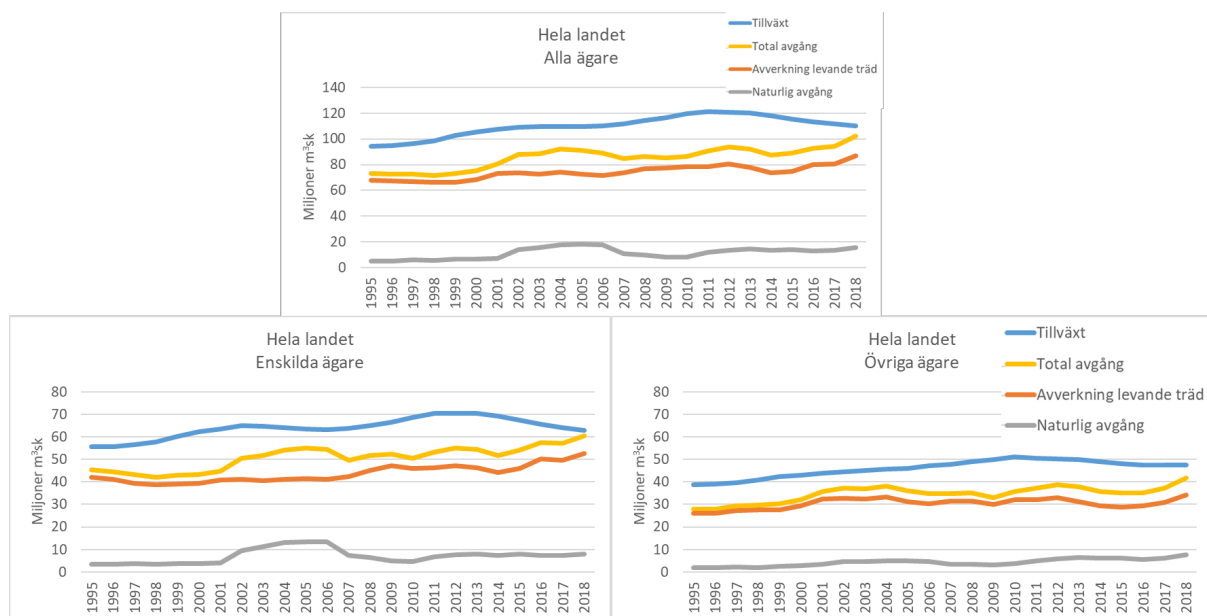 Hela landet
Alla ägare
Tillväxt
Total avgång
Avverkning levande träd
Naturlig avgång
Miljoner m³sk
140
120
100
80
60
40
20
0
1995 1996 1997 1998 1999 2000 2001 2002 2003 2004 2005 2006 2007 2008 2009 2010 2011 2012 2013 2014 2015 2016 2017 2018
Hela landet
Enskilda ägare
Miljoner m³sk
80
70
60
50
40
30
20
10
0
1995 1996 1997 1998 1999 2000 2001 2002 2003 2004 2005 2006 2007 2008 2009 2010 2011 2012 2013 2014 2015 2016 2017 2018
Hela landet
Övriga ägare
Tillväxt
Total avgång
Avverkning levande träd
Naturlig avgång
Miljoner m³sk
80
70
60
50
40
30
20
10
0
1995 1996 1997 1998 1999 2000 2001 2002 2003 2004 2005 2006 2007 2008 2009 2010 2011 2012 2013 2014 2015 2016 2017 2018